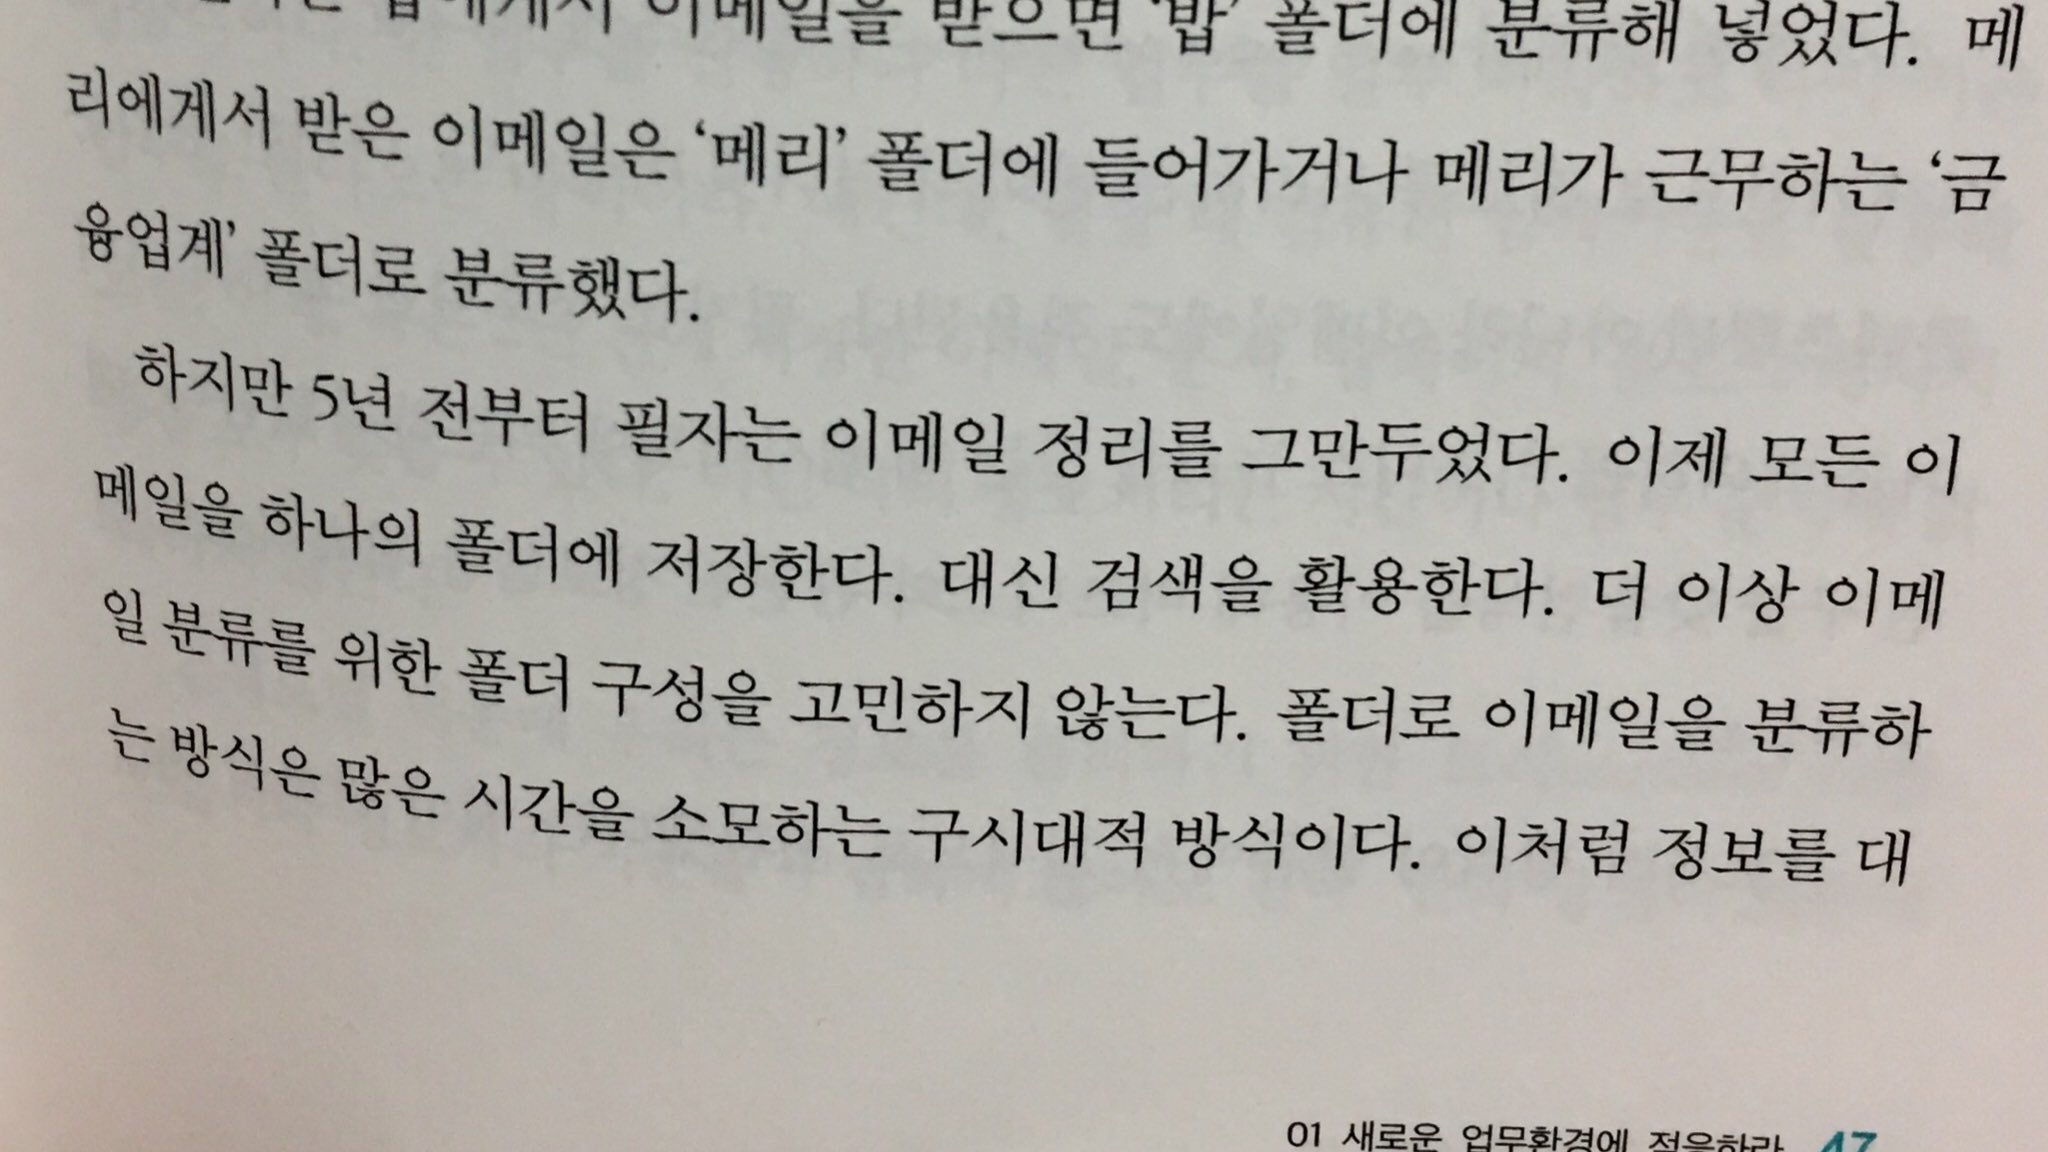 이메일을 받으면 ‘밥’ 폴더에 분류해 넣었다. 메
리에게서 받은 이메일은 ‘메리’ 폴더에 들어가거나 메리가 근무하는 ‘금
융업계’ 폴더로 분류했다.
하지만 5년 전부터 필자는 이메일 정리를 그만두었다. 이제 모든 이
메일을 하나의 폴더에 저장한다. 대신 검색을 활용한다. 더 이상 이메
일 분류를 위한 폴더 구성을 고민하지 않는다. 폴더로 이메일을 분류하
는 방식은 많은 시간을 소모하는 구시대적 방식이다. 이처럼 정보를 대
01 새로운 업무환경에 적응하라 47